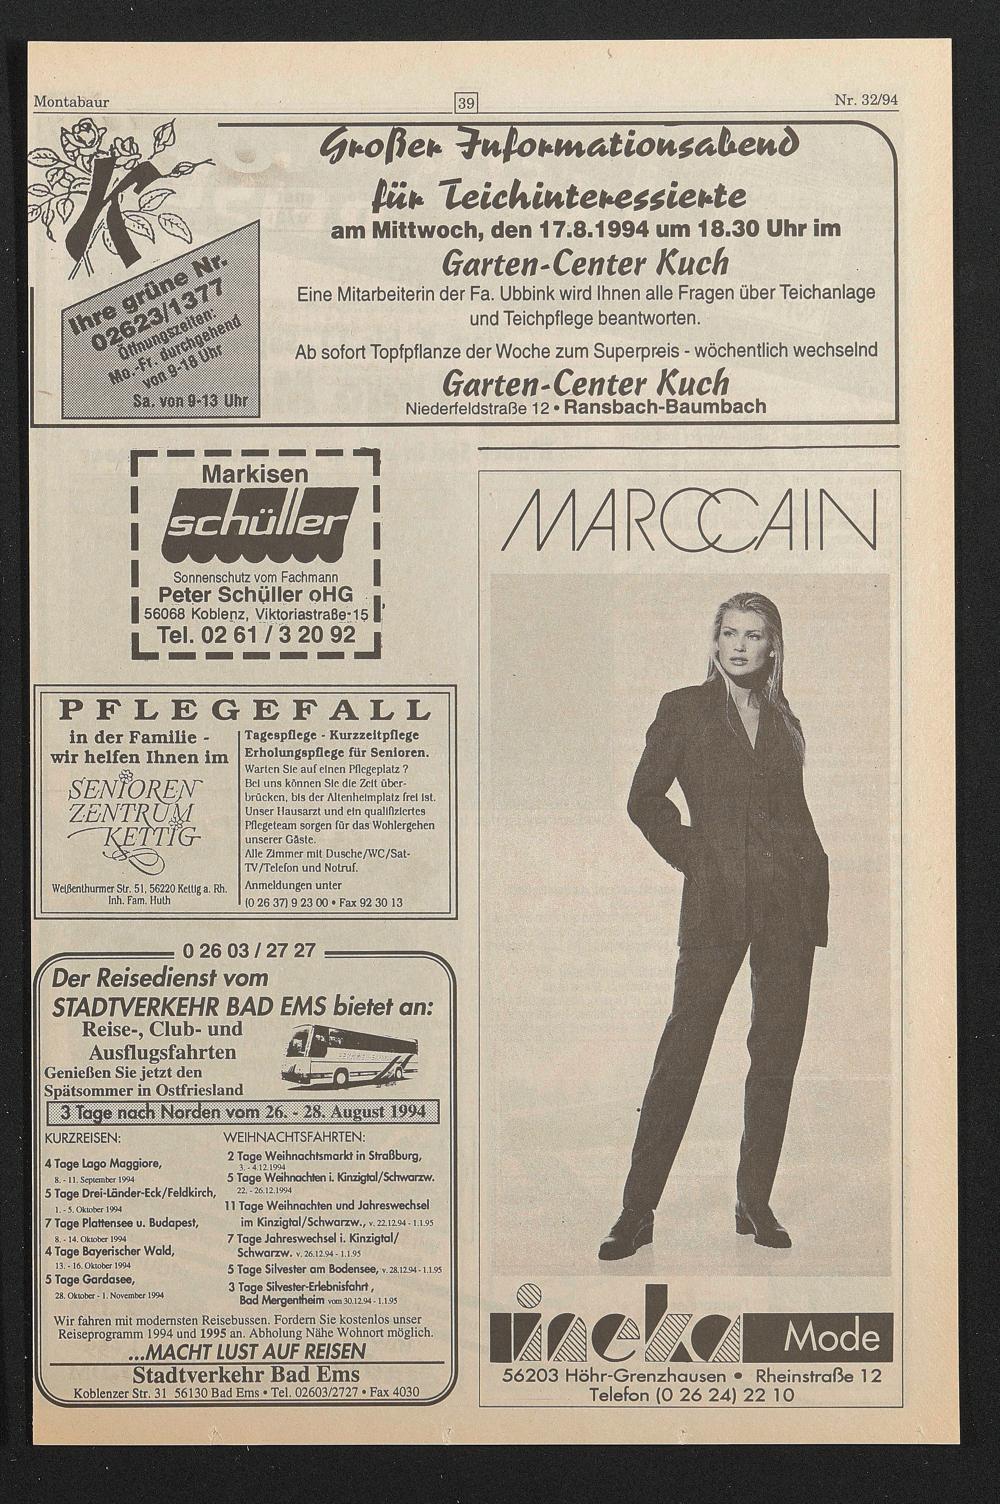 Montabaur
39
Nr. 32/94
Großer Informationsabend
für Teichinteressierte
am Mittwoch, den 17.8.1994 um 18.30 Uhr im
Garten-Center Kuch
Eine Mitarbeiterin der Fa. Ubbink wird Ihnen alle Fragen über Teichanlage
und Teichpflege beantworten.
Ab sofort Topfpflanze der Woche zum Superpreis - wöchentlich wechselnd
Garten-Center Kuch
Niederfeldstraße 12 • Ransbach-Baumbach
K
Ihre grüne Nr.
02623/1377
Öffnungszeiten:
Mo.-Fr. durchgehend
von 9-18 Uhr
Sa. von 9-13 Uhr
Markisen
schüller
Sonnenschutz vom Fachmann
Peter Schüller oHG
56068 Koblenz, Viktoriastraße 15
Tel. 02 61 / 3 20 92
PFLEGEFALL
in der Familie -
wir helfen Ihnen im
SENIOREN
ZENTRUM
KETTIG
Weißenthurmer Str. 51, 56220 Kettig a. Rh.
Inh. Fam. Huth
Tagespflege - Kurzzeitpflege
Erholungspflege für Senioren.
Warten Sie auf einen Pflegeplatz ?
Bei uns können Sie die Zeit über-
brücken, bis der Altenheimplatz frei ist.
Unser Hausarzt und ein qualifiziertes
Pflegeteam sorgen für das Wohlergehen
unserer Gäste.
Alle Zimmer mit Dusche/WC/Sat-
TV/Telefon und Notruf.
Anmeldungen unter
(0 26 37) 9 23 00 • Fax 92 30 13
0 26 03 / 27 27
Der Reisedienst vom
STADTVERKEHR BAD EMS bietet an:
Reise-, Club- und
Ausflugsfahrten
Genießen Sie jetzt den
Spätsommer in Ostfriesland
3 Tage nach Norden vom 26. - 28. August 1994
KURZREISEN:
4 Tage Lago Maggiore,
8. - 11. September 1994
5 Tage Drei-Länder-Eck/Feldkirch,
1. - 5. Oktober 1994
7 Tage Plattensee u. Budapest,
8. - 14. Oktober 1994
4 Tage Bayerischer Wald,
13. - 16. Oktober 1994
5 Tage Gardasee,
28. Oktober - 1. November 1994
WEIHNACHTSFAHRTEN:
2 Tage Weihnachtsmarkt in Straßburg,
3. - 4.12.1994
5 Tage Weihnachten i. Kinzigtal/Schwarzw.
22. - 26.12.1994
11 Tage Weihnachten und Jahreswechsel
im Kinzigtal/Schwarzw., v. 22.12.94 - 1.1.95
7 Tage Jahreswechsel i. Kinzigtal/
Schwarzw. v. 26.12.94 - 1.1.95
5 Tage Silvester am Bodensee, v. 28.12.94 - 1.1.95
3 Tage Silvester-Erlebnisfahrt,
Bad Mergentheim vom 30.12.94 - 1.1.95
Wir fahren mit modernsten Reisebussen. Fordern Sie kostenlos unser
Reiseprogramm 1994 und 1995 an. Abholung Nähe Wohnort möglich.
...MACHT LUST AUF REISEN
Stadtverkehr Bad Ems
Koblenzer Str. 31 56130 Bad Ems • Tel. 02603/2727 • Fax 4030
MARCCAIN
ineka Mode
56203 Höhr-Grenzhausen • Rheinstraße 12
Telefon (0 26 24) 22 10